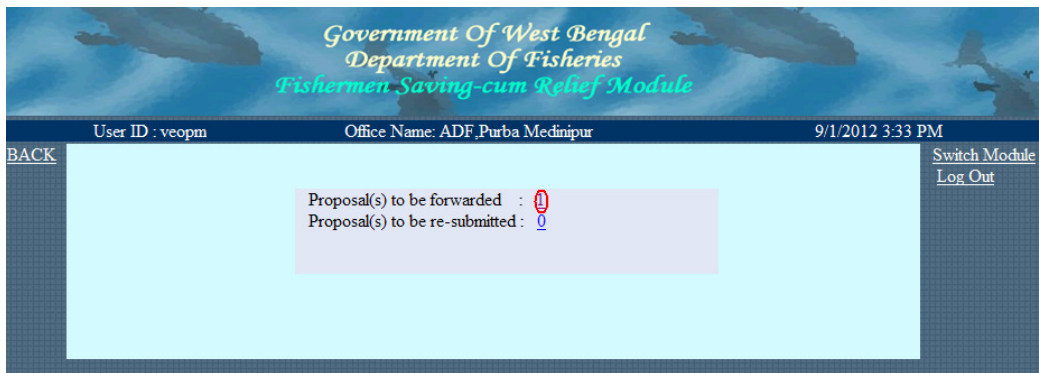 Government Of West Bengal
Department Of Fisheries
Fishermen Saving-cum Relief Module
User ID : veopm Office Name: ADF,Purba Medinipur 9/1/2012 3:33 PM
BACK
Switch Module
Log Out
Proposal(s) to be forwarded : 1
Proposal(s) to be re-submitted : 0